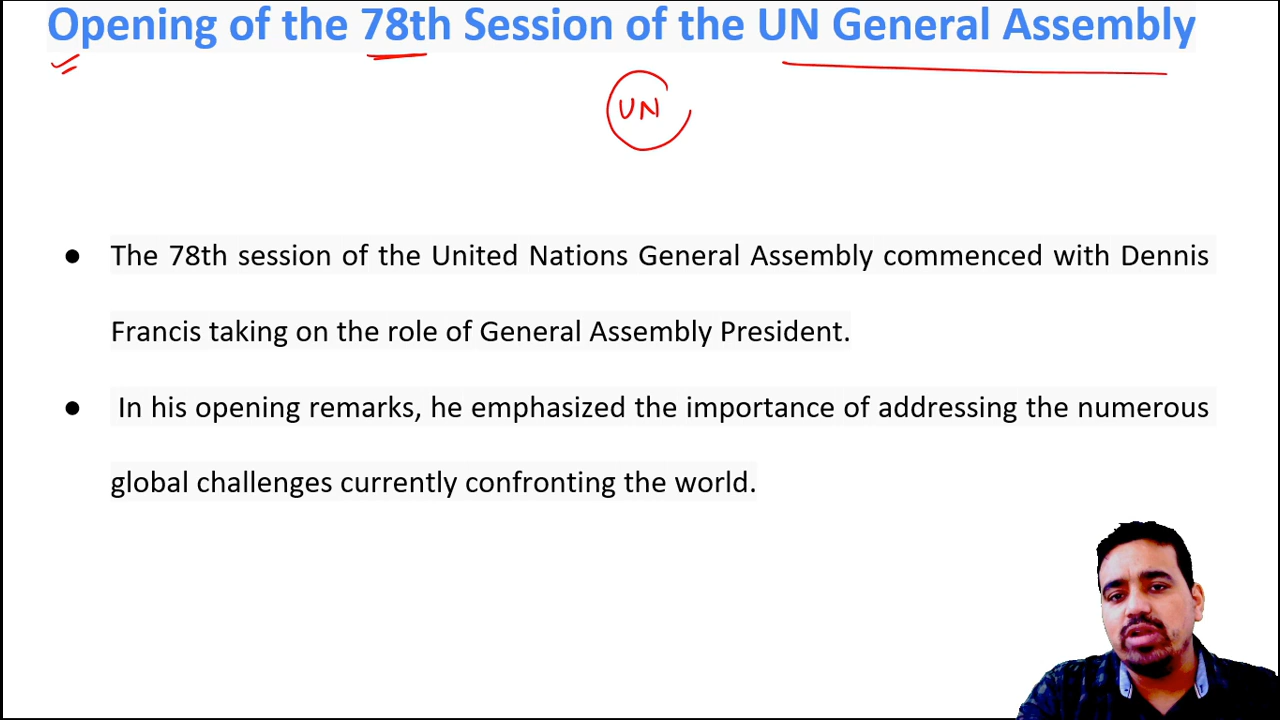 Opening of the 78th Session of the UN General Assembly
UN
● The 78th session of the United Nations General Assembly commenced with Dennis
Francis taking on the role of General Assembly President.
● In his opening remarks, he emphasized the importance of addressing the numerous
global challenges currently confronting the world.